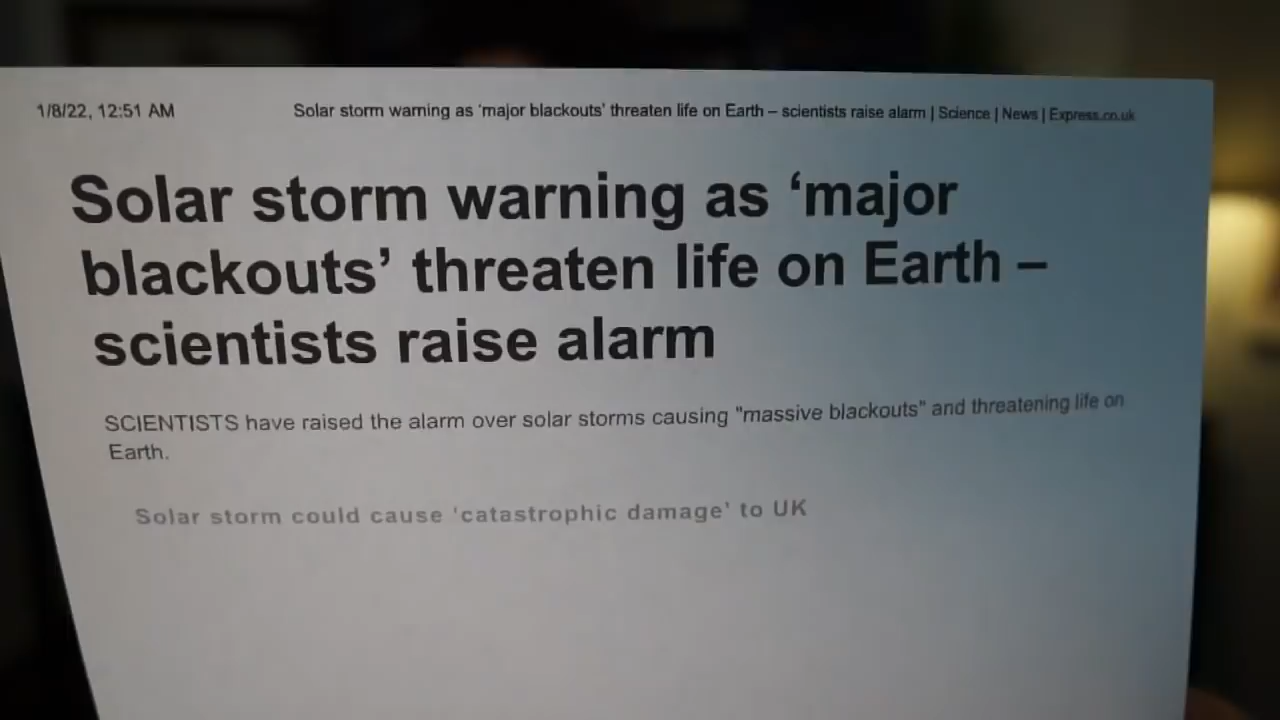 1/8/22, 12:51 AM Solar storm warning as ‘major blackouts’ threaten life on Earth – scientists raise alarm | Science | News | Express.co.uk
Solar storm warning as ‘major
blackouts’ threaten life on Earth –
scientists raise alarm
SCIENTISTS have raised the alarm over solar storms causing "massive blackouts" and threatening life on
Earth.
Solar storm could cause ‘catastrophic damage’ to UK